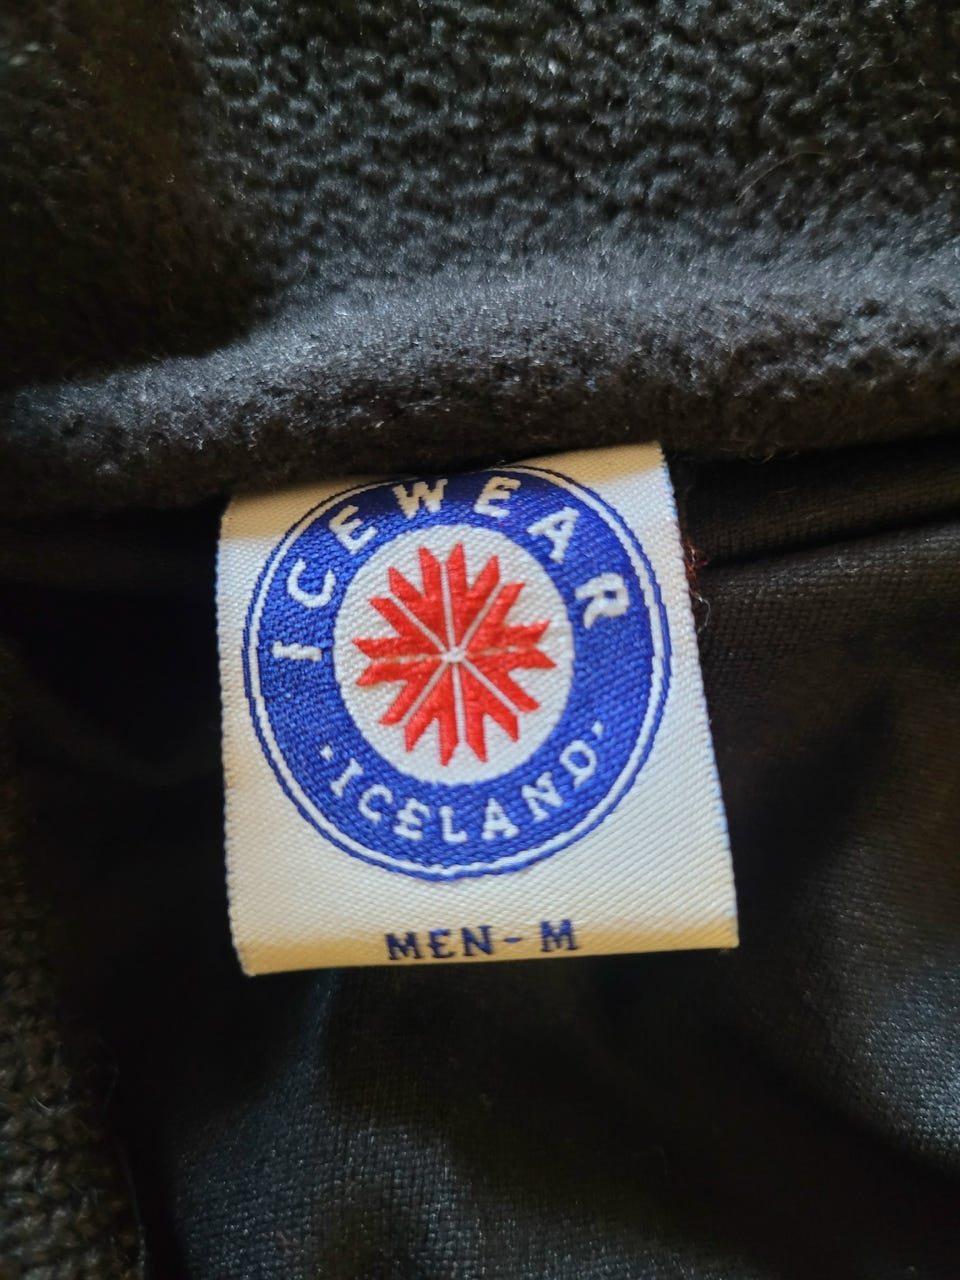 ICEWEAR
· ICELAND ·
MEN - M